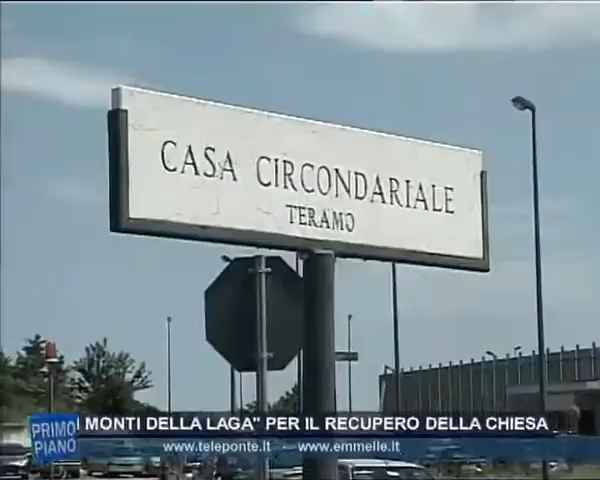 CASA CIRCONDARIALE
TERAMO
MONTI DELLA LAGA" PER IL RECUPERO DELLA CHIESA
PRIMO
PIANO
www.teleponte.it - www.emmelle.it